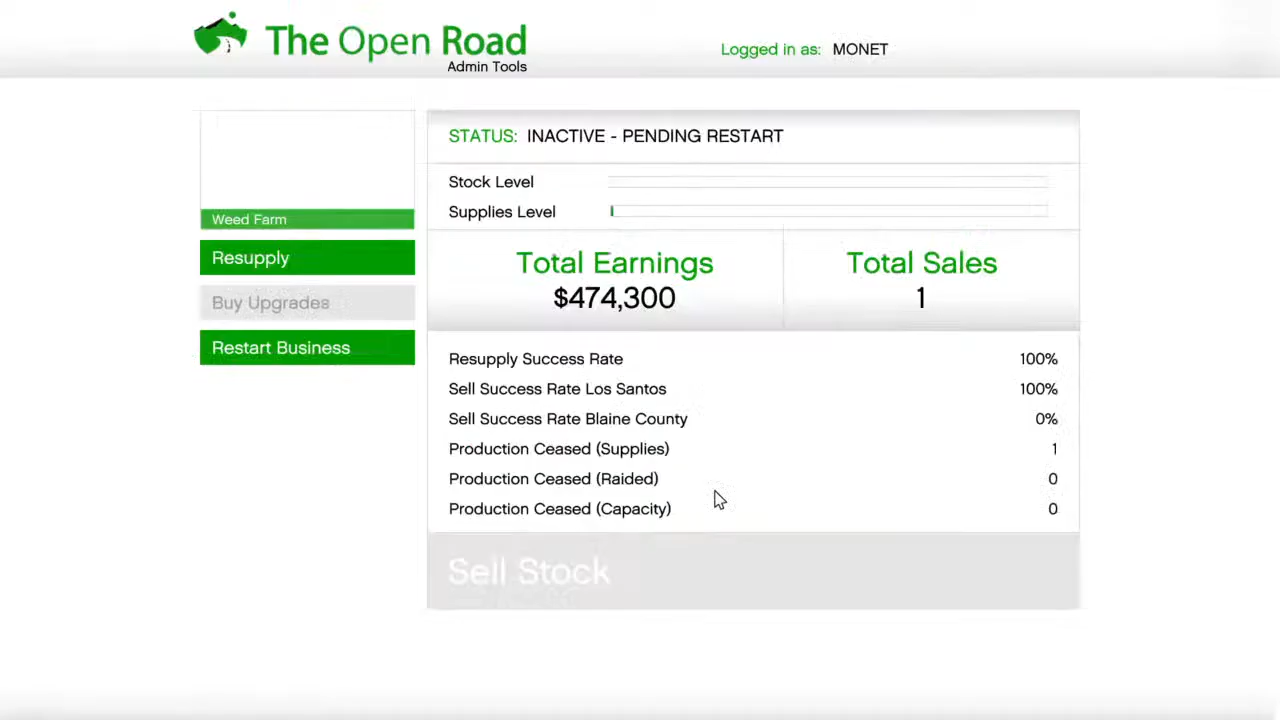 The Open Road
Admin Tools
Logged in as: MONET
Weed Farm
Resupply
Buy Upgrades
Restart Business
STATUS: INACTIVE - PENDING RESTART
Stock Level
Supplies Level
Total Earnings
$474,300
Total Sales
1
Resupply Success Rate 100%
Sell Success Rate Los Santos 100%
Sell Success Rate Blaine County 0%
Production Ceased (Supplies) 1
Production Ceased (Raided) 0
Production Ceased (Capacity) 0
Sell Stock